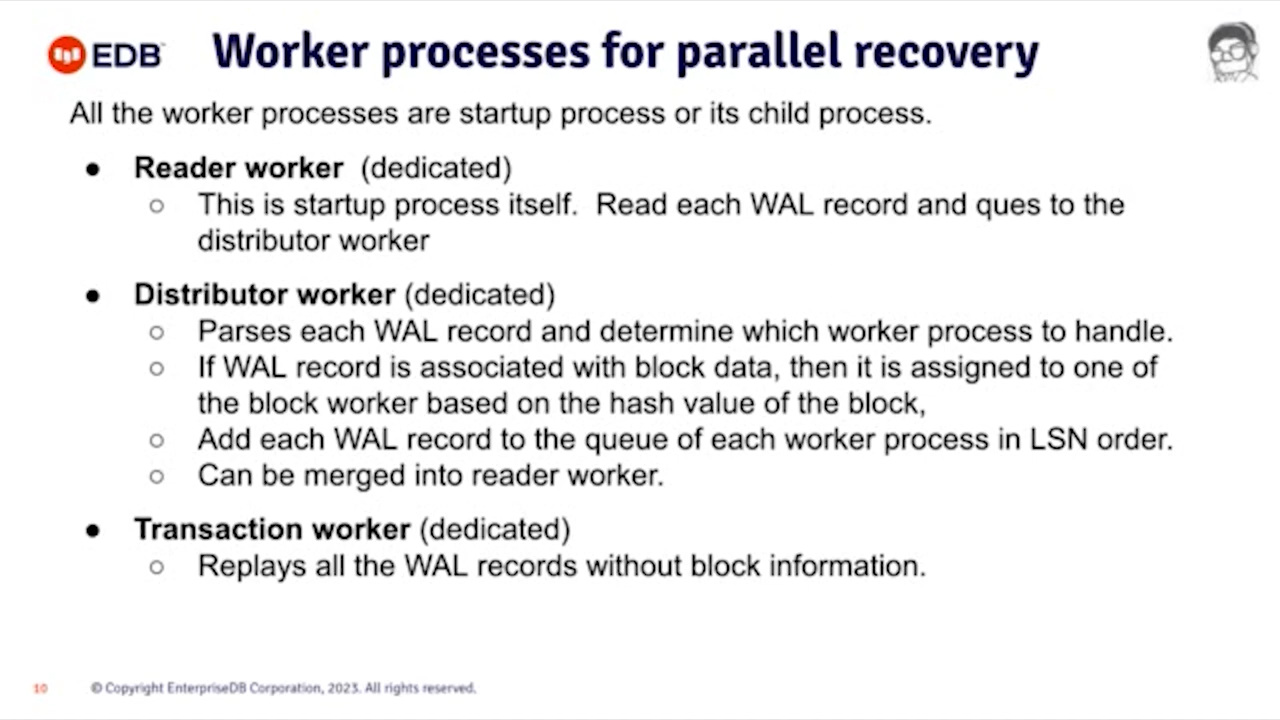 EDB
Worker processes for parallel recovery
All the worker processes are startup process or its child process.
● Reader worker (dedicated)
○ This is startup process itself. Read each WAL record and ques to the
distributor worker
● Distributor worker (dedicated)
○ Parses each WAL record and determine which worker process to handle.
○ If WAL record is associated with block data, then it is assigned to one of
the block worker based on the hash value of the block,
○ Add each WAL record to the queue of each worker process in LSN order.
○ Can be merged into reader worker.
● Transaction worker (dedicated)
○ Replays all the WAL records without block information.
10
© Copyright EnterpriseDB Corporation, 2023. All rights reserved.